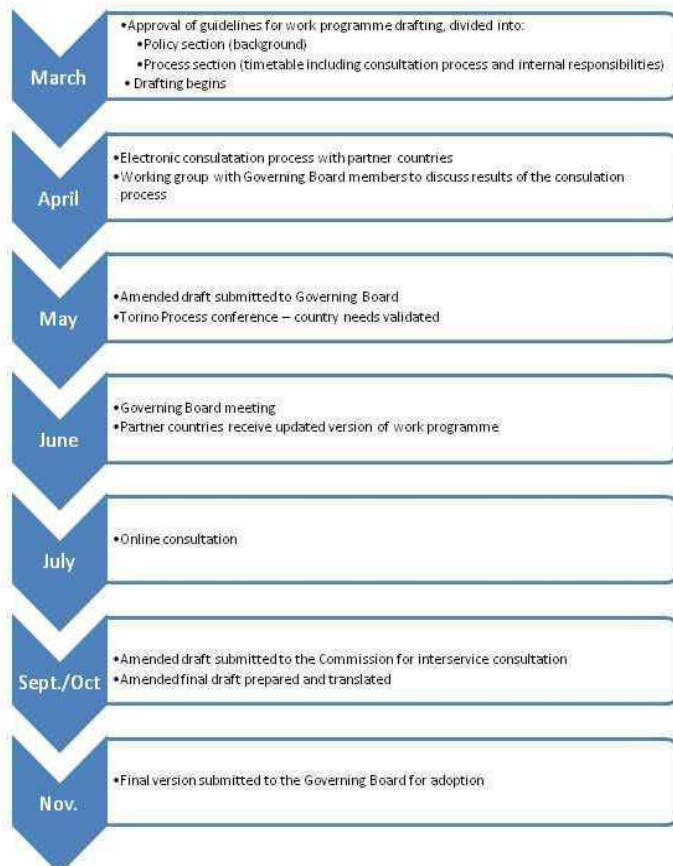 March
•Approval of guidelines for work programme drafting, divided into:
•Policy section (background)
•Process section (timetable including consultation process and internal responsibilities)
• Drafting begins
April
•Electronic consulatation process with partner countries
•Working group with Governing Board members to discuss results of the consulation
process
May
•Amended draft submitted to Governing Board
•Torino Process conference – country needs validated
June
•Governing Board meeting
•Partner countries receive updated version of work programme
July
•Online consultation
Sept./Oct
•Amended draft submitted to the Commission for interservice consultation
•Amended final draft prepared and translated
Nov.
•Final version submitted to the Governing Board for adoption